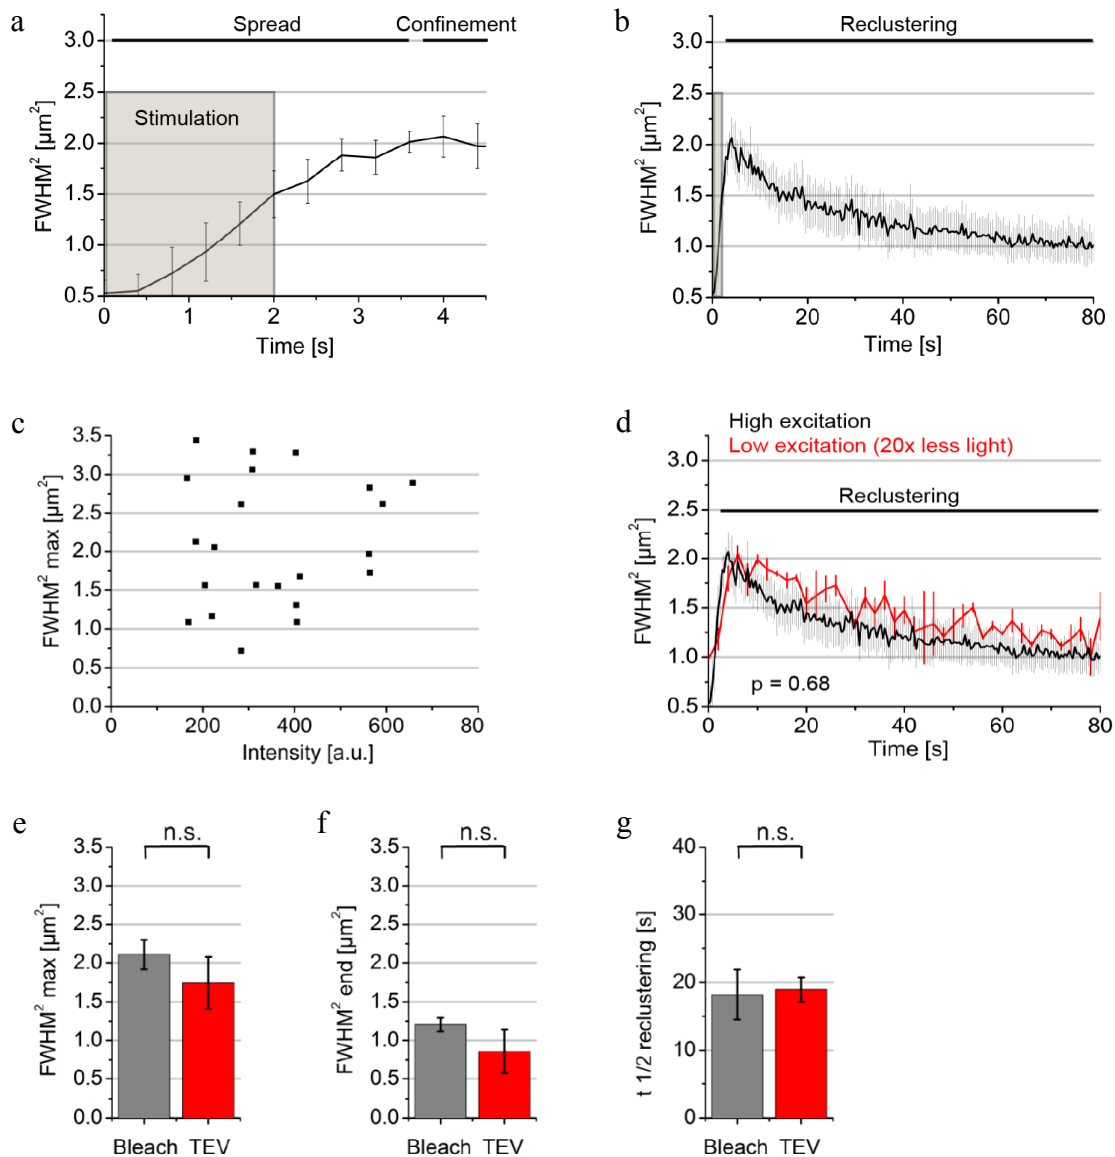 a
Spread
Confinement
FWHM² [µm²]
3.0
2.5
2.0
1.5
1.0
0.5
Stimulation
0 1 2 3 4
Time [s]
b
Reclustering
FWHM² [µm²]
3.0
2.5
2.0
1.5
1.0
0.5
0 20 40 60 80
Time [s]
c
FWHM² max [µm²]
3.5
3.0
2.5
2.0
1.5
1.0
0.5
0.0
0 200 400 600 80
Intensity [a.u.]
d
High excitation
Low excitation (20x less light)
Reclustering
FWHM² [µm²]
3.0
2.5
2.0
1.5
1.0
0.5
p = 0.68
0 20 40 60 80
Time [s]
e
n.s.
FWHM² max [µm²]
3.5
3.0
2.5
2.0
1.5
1.0
0.5
0.0
Bleach TEV
f
n.s.
FWHM² end [µm²]
3.5
3.0
2.5
2.0
1.5
1.0
0.5
0.0
Bleach TEV
g
n.s.
t 1/2 reclustering [s]
40
30
20
10
0
Bleach TEV